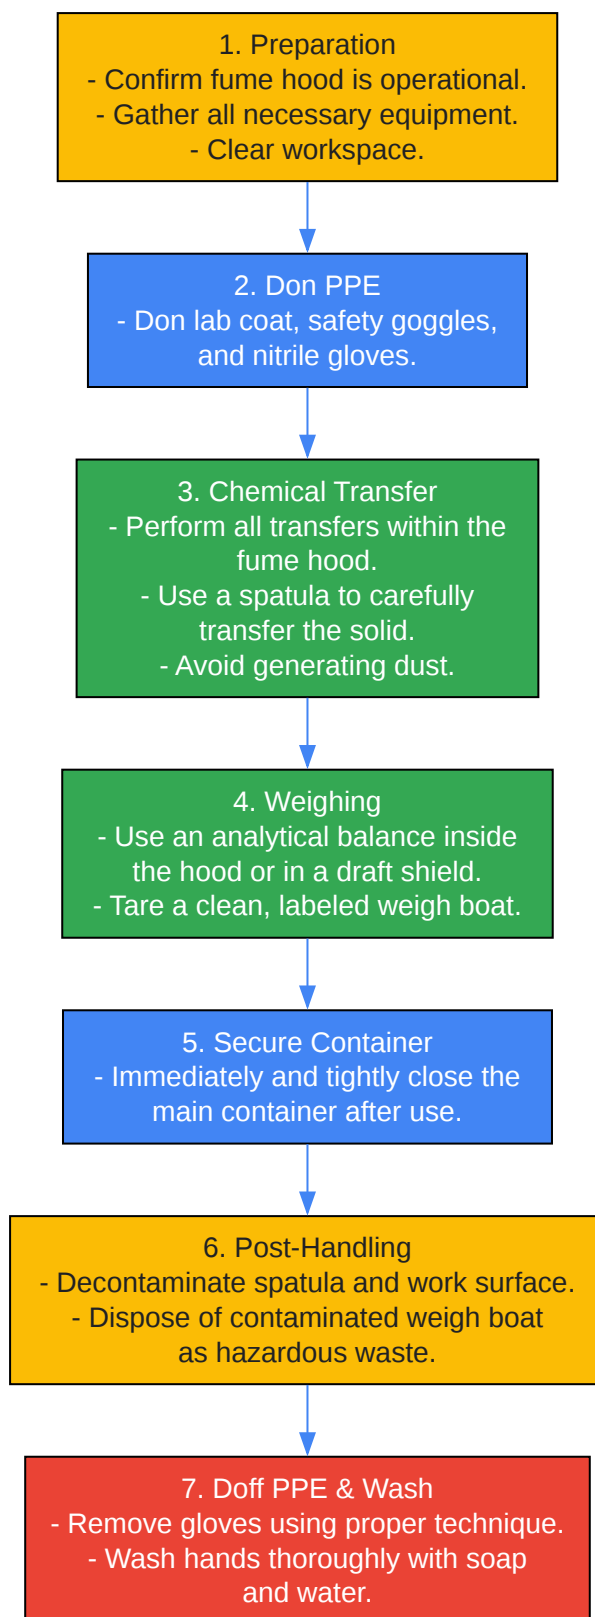 1. Preparation
- Confirm fume hood is operational.
- Gather all necessary equipment.
- Clear workspace.
2. Don PPE
- Don lab coat, safety goggles,
and nitrile gloves.
3. Chemical Transfer
- Perform all transfers within the
fume hood.
- Use a spatula to carefully
transfer the solid.
- Avoid generating dust.
4. Weighing
- Use an analytical balance inside
the hood or in a draft shield.
- Tare a clean, labeled weigh boat.
5. Secure Container
- Immediately and tightly close the
main container after use.
6. Post-Handling
- Decontaminate spatula and work surface.
- Dispose of contaminated weigh boat
as hazardous waste.
7. Doff PPE & Wash
- Remove gloves using proper technique.
- Wash hands thoroughly with soap
and water.